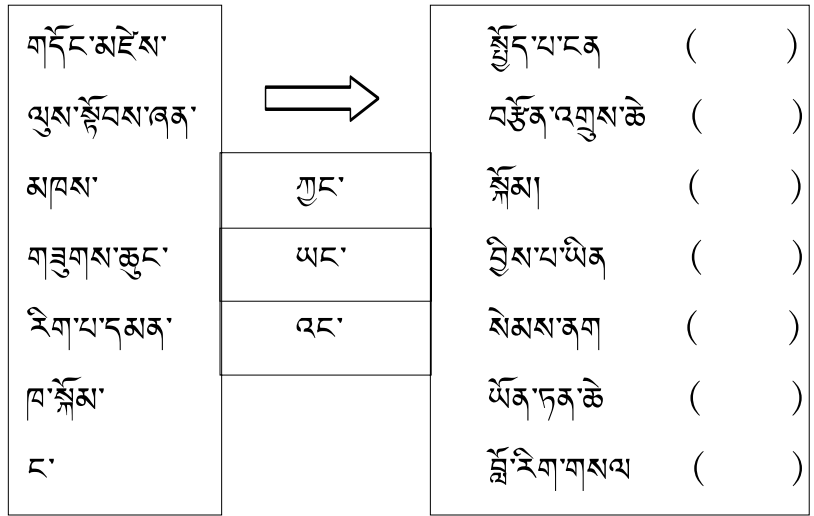 གདོང་མཛེས་ སྤྱོད་པ་ངན ( )
ལུས་སྟོབས་ཞན་ བརྩོན་འགྲུས་ཆེ ( )
མཁས་ ཀྱང་ སྐོམ། ( )
གཟུགས་ཆུང་ ཡང་ བྱིས་པ་ཡིན ( )
རིག་པ་དམན་ འང་ སེམས་ནག ( )
ཁ་སྐོམ་ ཡོན་ཏན་ཆེ ( )
ང་ བློ་རིག་གསལ ( )